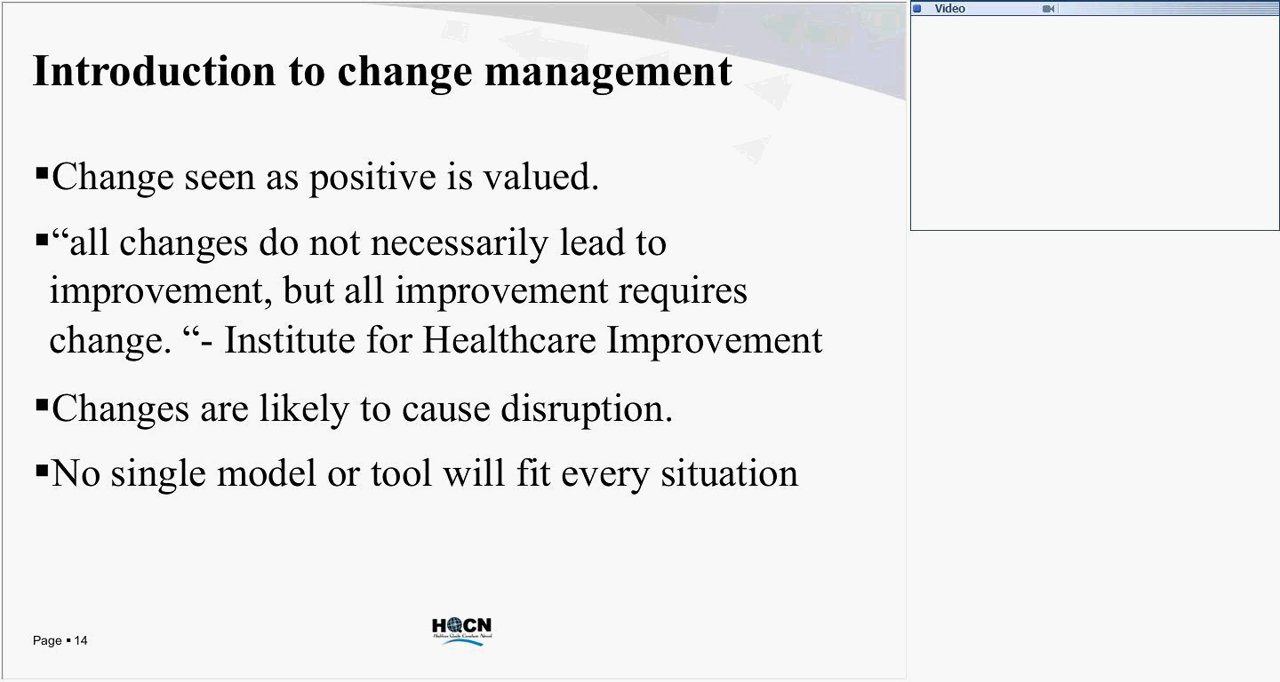 Video
Introduction to change management
▪Change seen as positive is valued.
▪“all changes do not necessarily lead to
improvement, but all improvement requires
change. “- Institute for Healthcare Improvement
▪Changes are likely to cause disruption.
▪No single model or tool will fit every situation
HQCN
Page ▪ 14